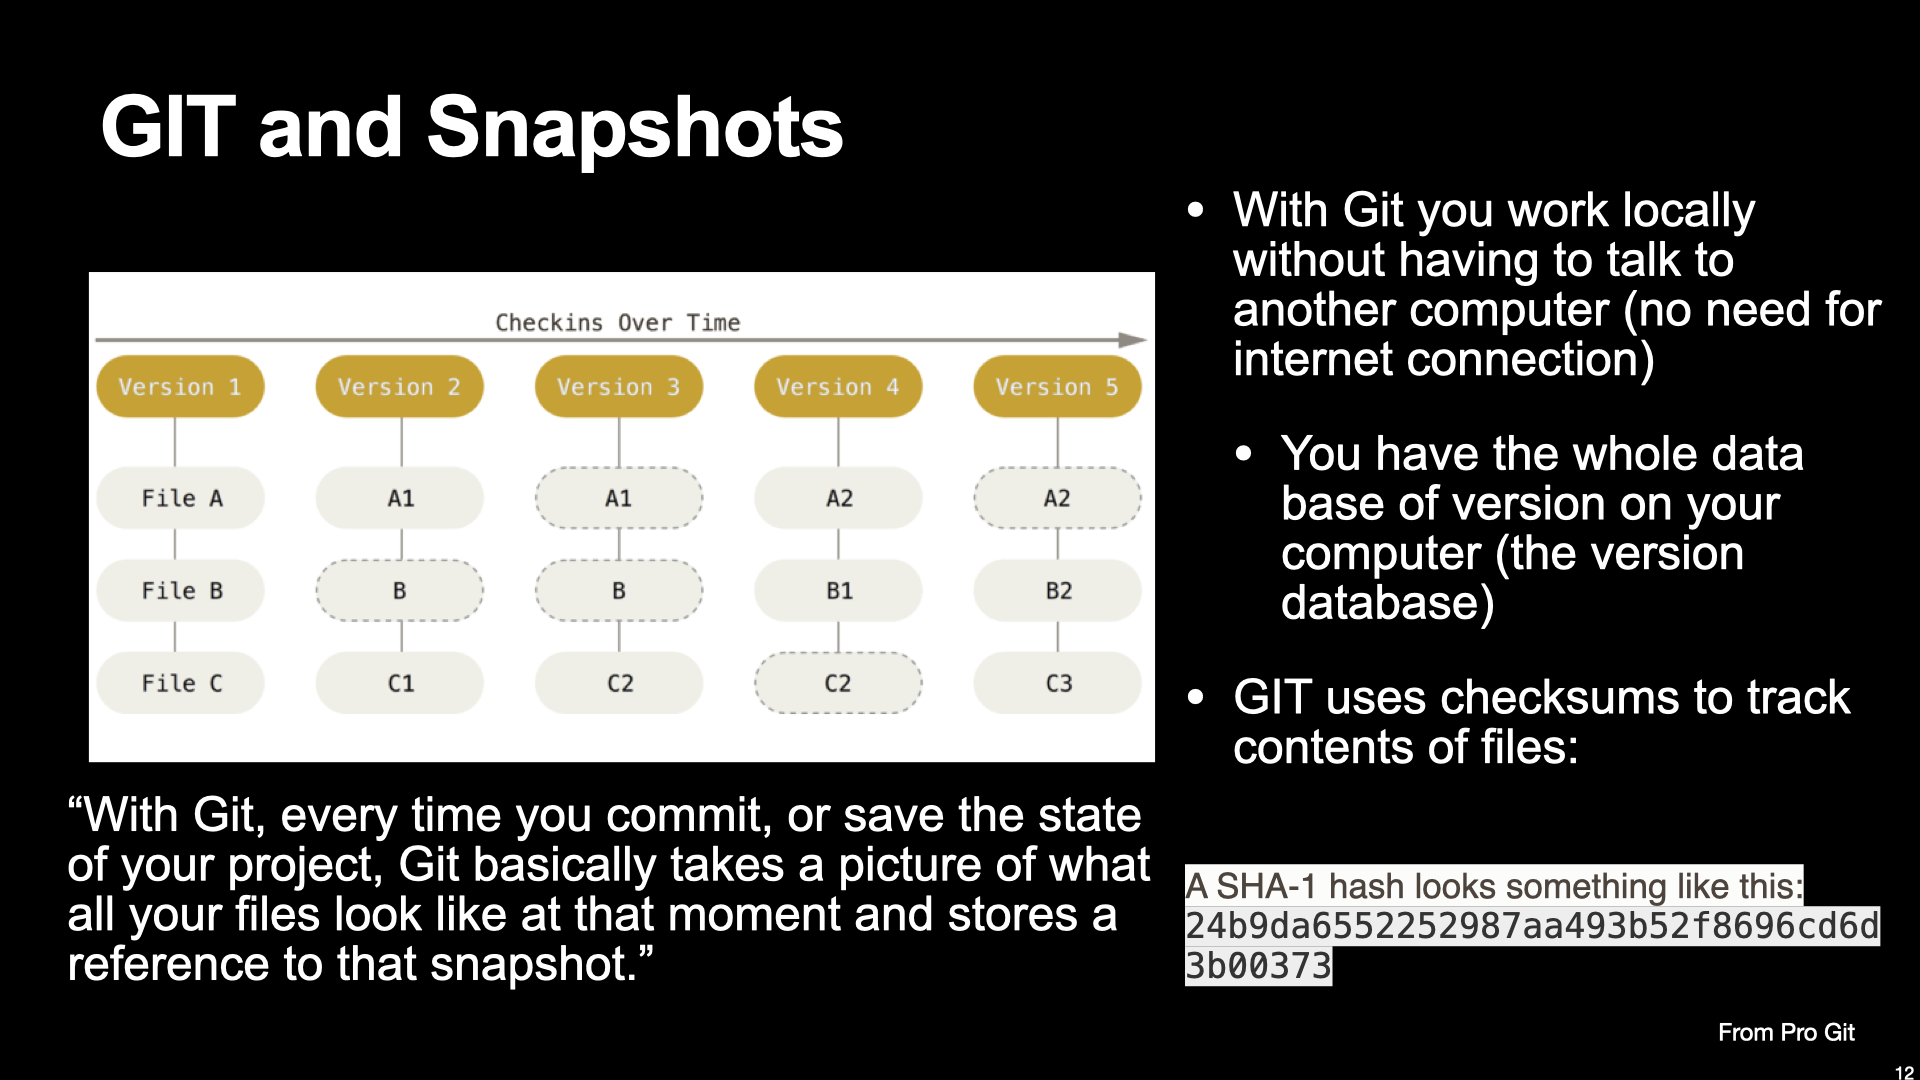 GIT and Snapshots
Checkins Over Time
Version 1 Version 2 Version 3 Version 4 Version 5
File A A1 A1 A2 A2
File B B B B1 B2
File C C1 C2 C2 C3
“With Git, every time you commit, or save the state
of your project, Git basically takes a picture of what
all your files look like at that moment and stores a
reference to that snapshot.”
• With Git you work locally
without having to talk to
another computer (no need for
internet connection)
• You have the whole data
base of version on your
computer (the version
database)
• GIT uses checksums to track
contents of files:
A SHA-1 hash looks something like this:
24b9da6552252987aa493b52f8696cd6d
3b00373
From Pro Git
12